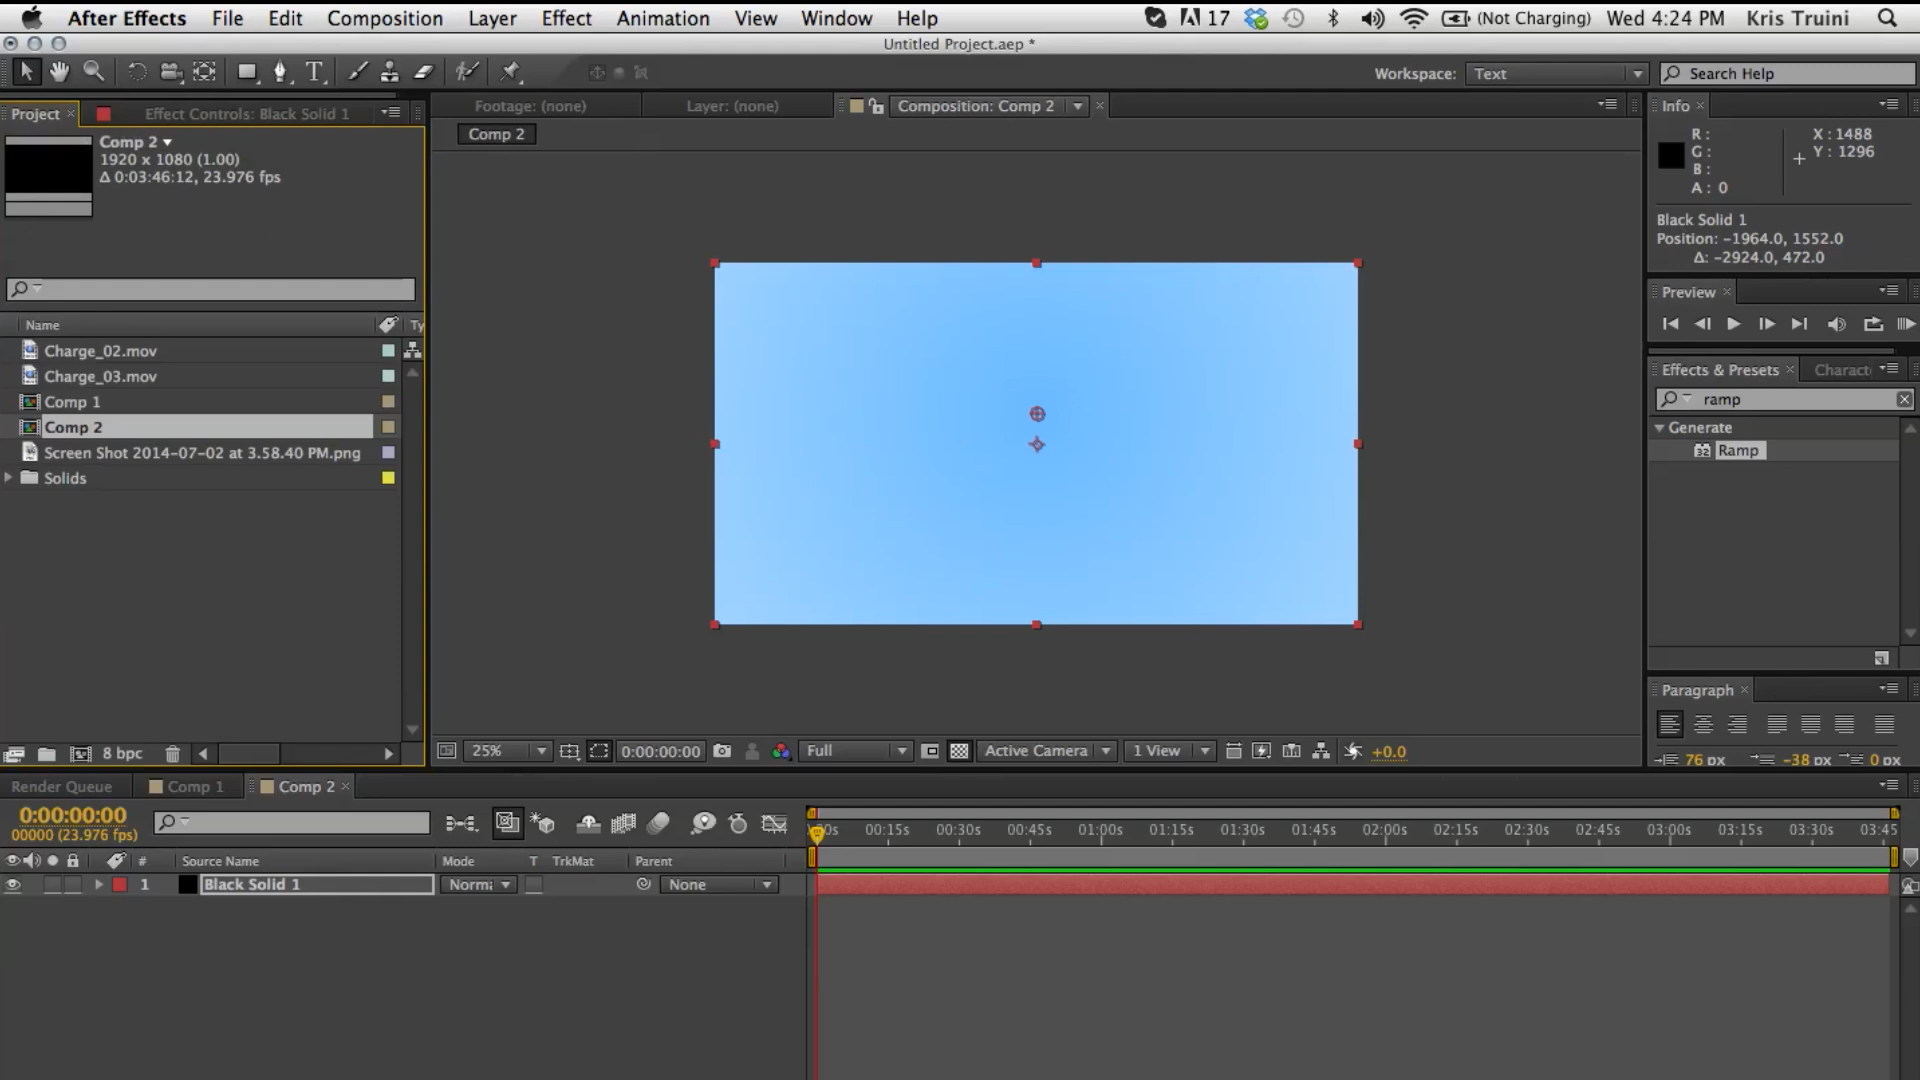 After Effects File Edit Composition Layer Effect Animation View Window Help 17 (Not Charging) Wed 4:24 PM Kris Truini
Untitled Project.aep *
Workspace: Text Search Help
Project × Effect Controls: Black Solid 1 Footage: (none) Layer: (none) Composition: Comp 2 × Info ×
Comp 2
Comp 2
1920 x 1080 (1.00)
Δ 0:03:46:12, 23.976 fps
R :
G :
B :
A : 0
X : 1488
Y : 1296
Black Solid 1
Position: -1964.0, 1552.0
Δ: -2924.0, 472.0
Preview ×
Name Ty
Charge_02.mov
Charge_03.mov
Comp 1
Comp 2
Screen Shot 2014-07-02 at 3.58.40 PM.png
Solids
Effects & Presets × Charact
ramp
Generate
32 Ramp
Paragraph ×
76 px -38 px 0 px
8 bpc
25% 0:00:00:00 Full Active Camera 1 View +0.0
Render Queue Comp 1 Comp 2 ×
0:00:00:00
00000 (23.976 fps)
00:15s 00:30s 00:45s 01:00s 01:15s 01:30s 01:45s 02:00s 02:15s 02:30s 02:45s 03:00s 03:15s 03:30s 03:45
# Source Name Mode T TrkMat Parent
1 Black Solid 1 Norma None